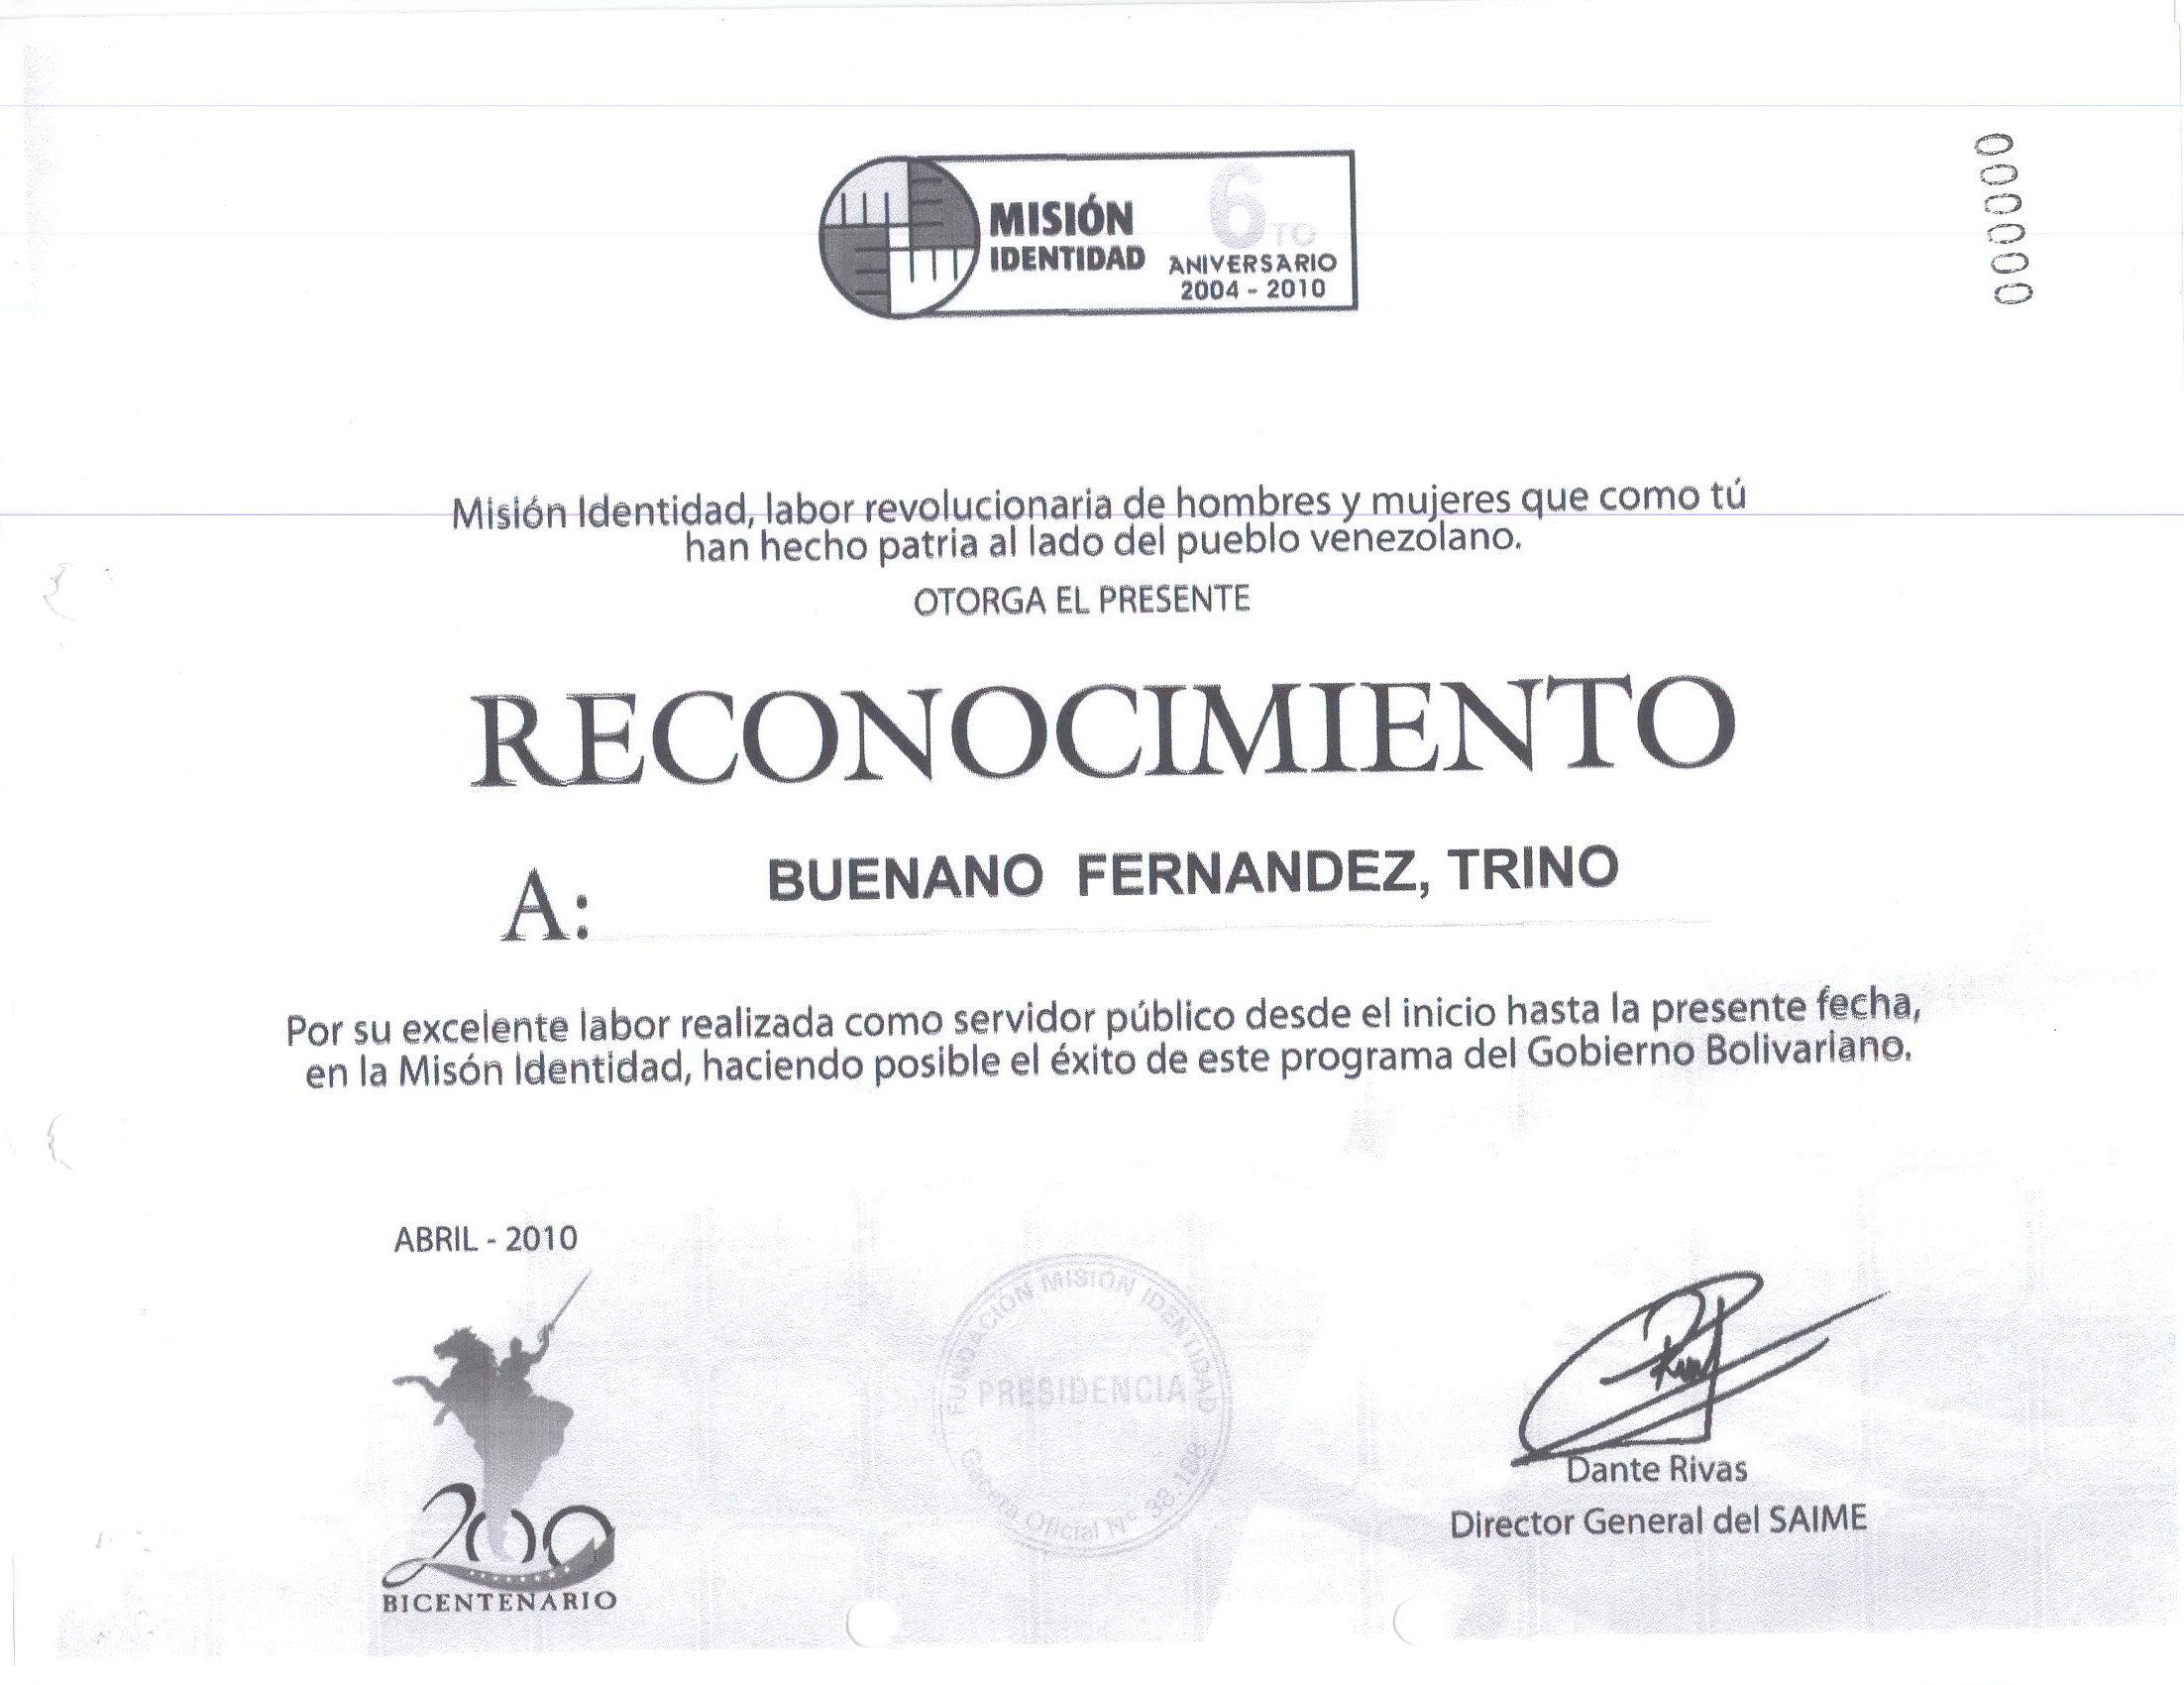 000000
MISIÓN
IDENTIDAD
6TO
ANIVERSARIO
2004 - 2010
Misión Identidad, labor revolucionaria de hombres y mujeres que como tú
han hecho patria al lado del pueblo venezolano.
OTORGA EL PRESENTE
RECONOCIMIENTO
A: BUENANO FERNANDEZ, TRINO
Por su excelente labor realizada como servidor público desde el inicio hasta la presente fecha,
en la Misón Identidad, haciendo posible el éxito de este programa del Gobierno Bolivariano.
ABRIL - 2010
200
BICENTENARIO
FUNDACIÓN MISIÓN IDENTIDAD
PRESIDENCIA
Gaceta Oficial Nº 38.188
Dante Rivas
Director General del SAIME